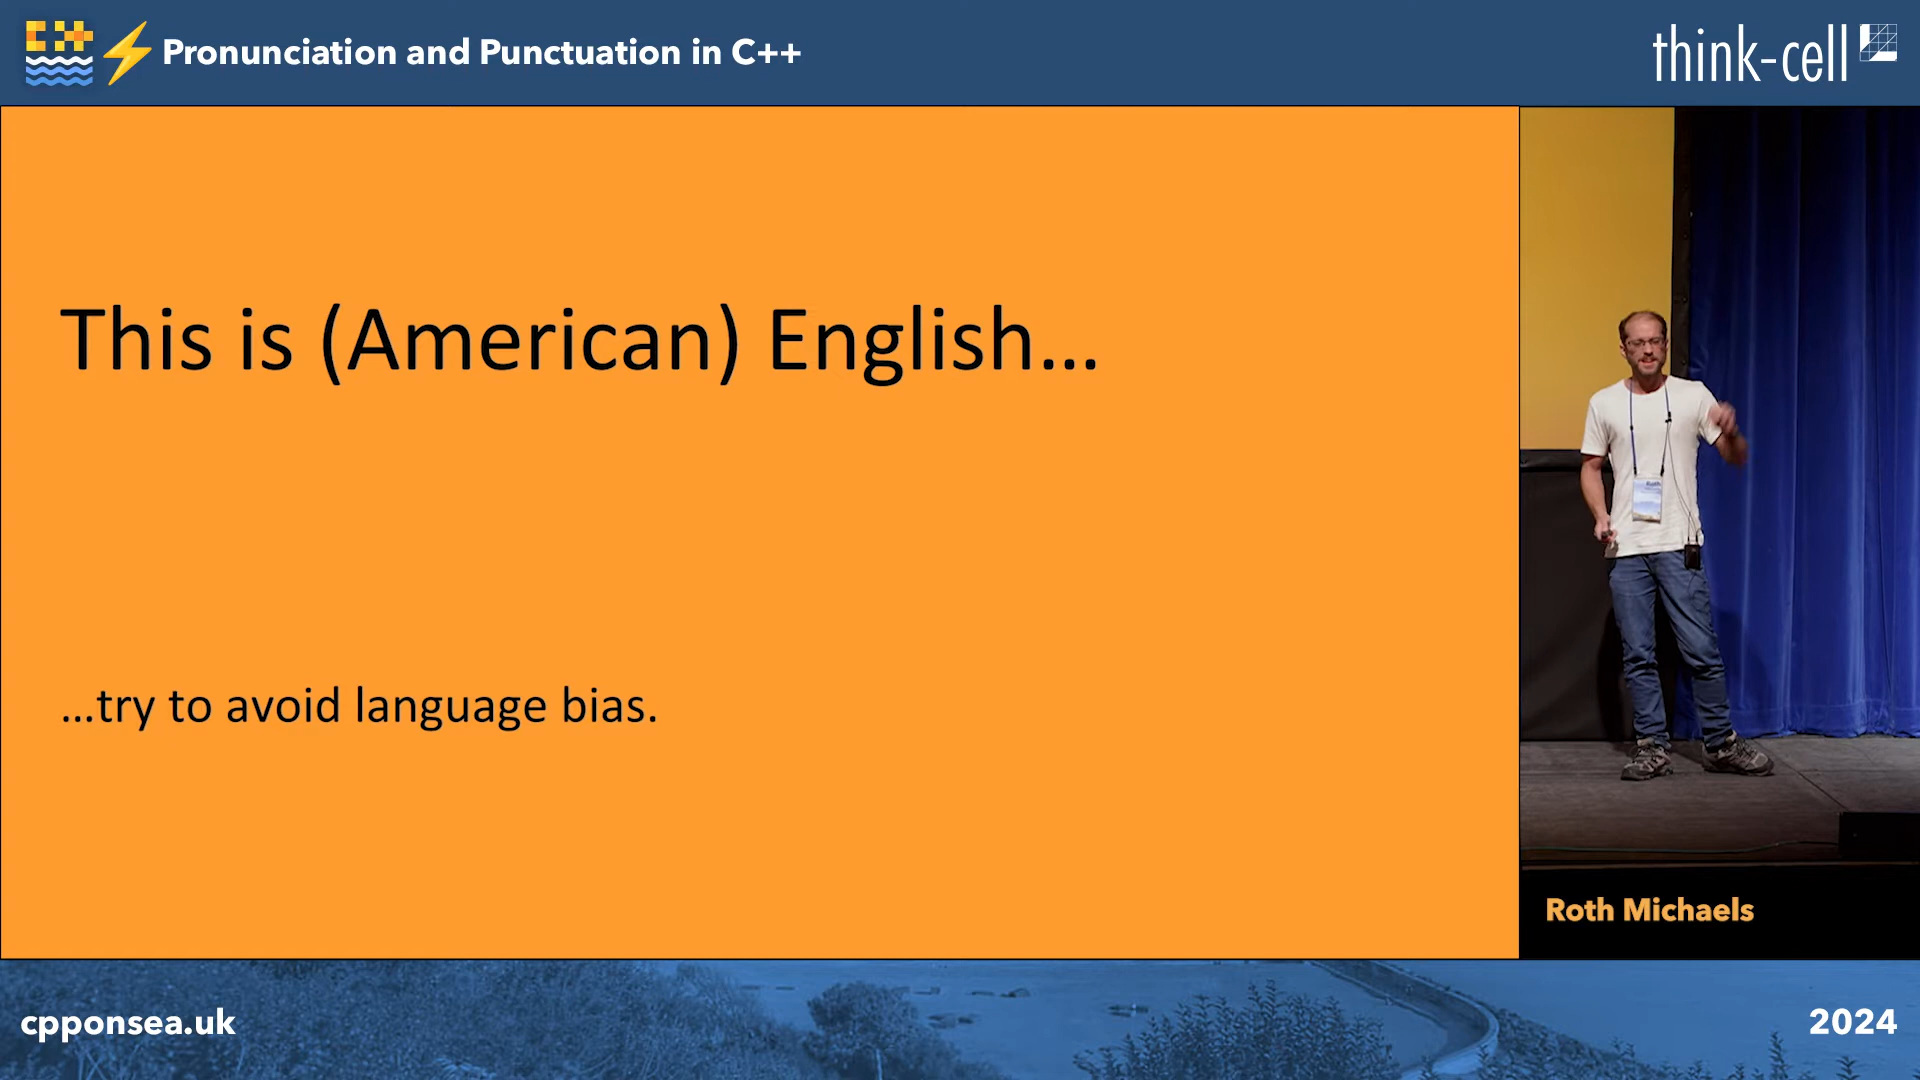 Pronunciation and Punctuation in C++
think-cell
This is (American) English...
...try to avoid language bias.
Roth Michaels
cpponsea.uk
2024